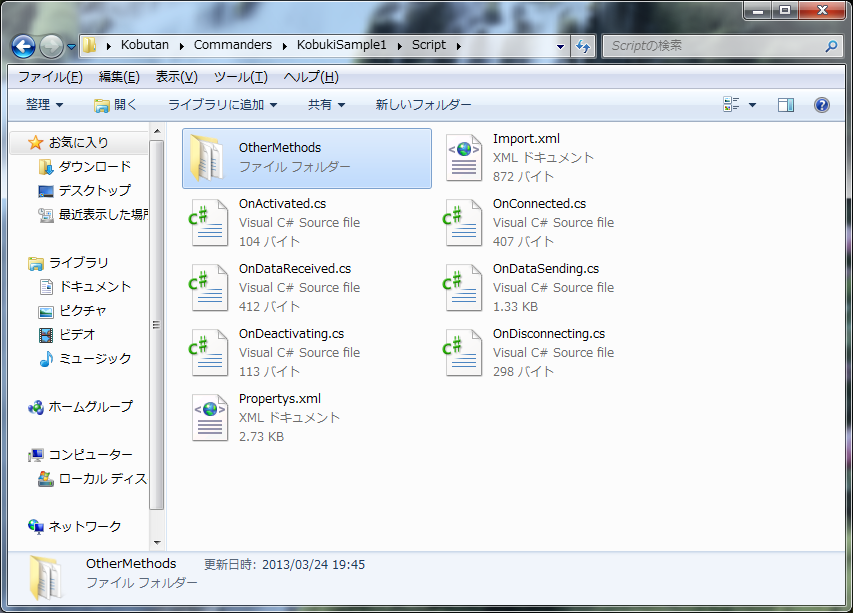 Kobutan ▸ Commanders ▸ KobukiSample1 ▸ Script ▸
Scriptの検索
ファイル(F) 編集(E) 表示(V) ツール(T) ヘルプ(H)
整理 開く ライブラリに追加 共有 新しいフォルダー
お気に入り
ダウンロード
デスクトップ
最近表示した場所
ライブラリ
ドキュメント
ピクチャ
ビデオ
ミュージック
ホームグループ
コンピューター
ローカル ディス
ネットワーク
OtherMethods
ファイル フォルダー
Import.xml
XML ドキュメント
872 バイト
OnActivated.cs
Visual C# Source file
104 バイト
OnConnected.cs
Visual C# Source file
407 バイト
OnDataReceived.cs
Visual C# Source file
412 バイト
OnDataSending.cs
Visual C# Source file
1.33 KB
OnDeactivating.cs
Visual C# Source file
113 バイト
OnDisconnecting.cs
Visual C# Source file
298 バイト
Propertys.xml
XML ドキュメント
2.73 KB
OtherMethods 更新日時: 2013/03/24 19:45
ファイル フォルダー